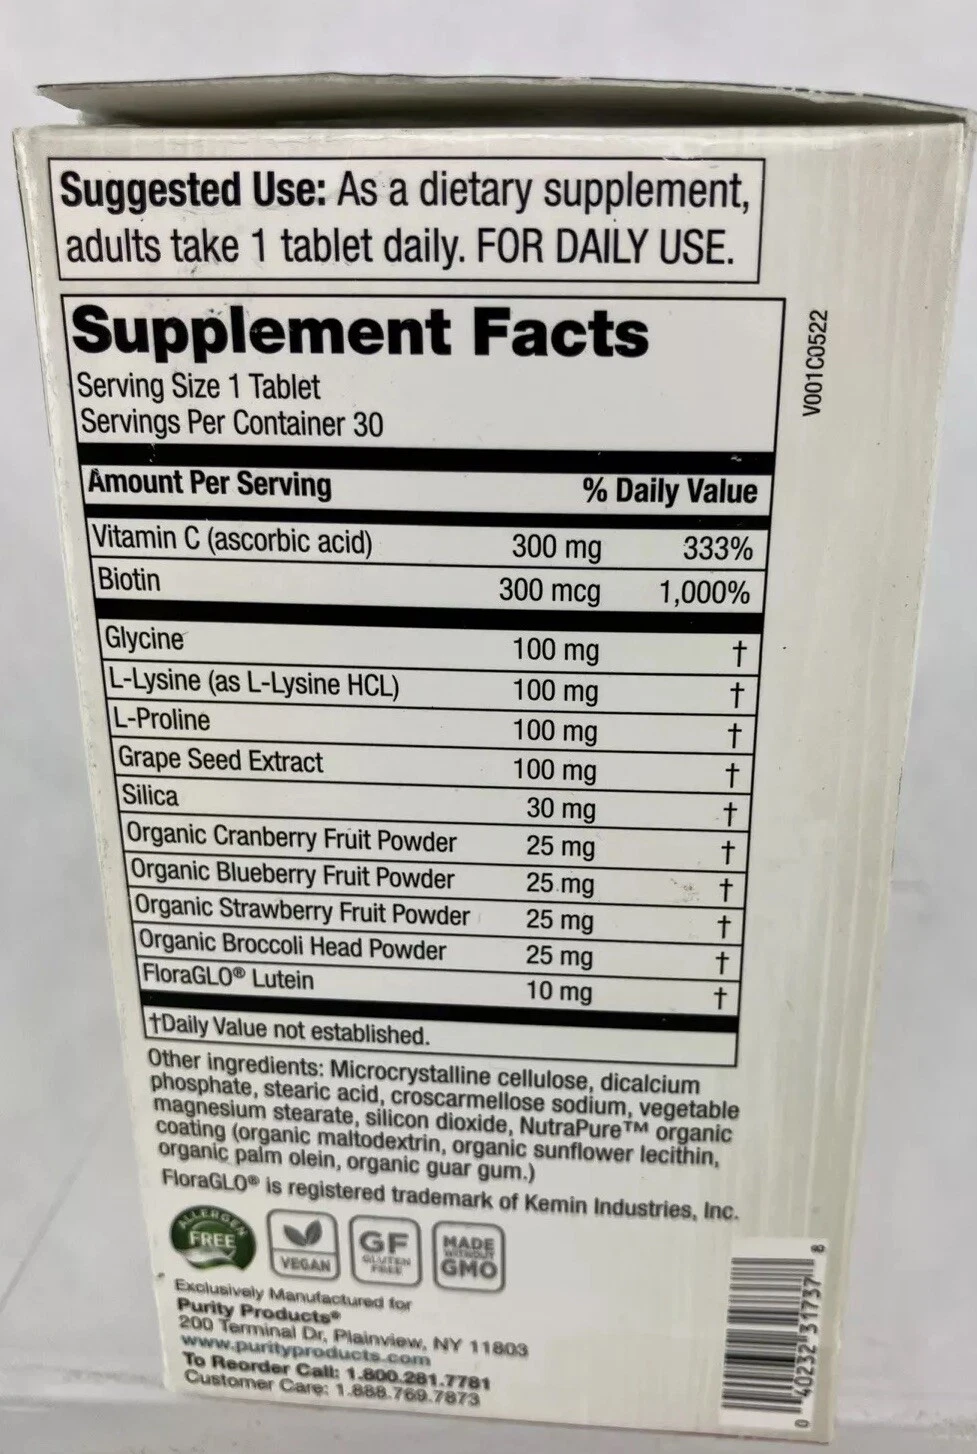 Suggested Use: As a dietary supplement,
adults take 1 tablet daily. FOR DAILY USE.
Supplement Facts
Serving Size 1 Tablet
Servings Per Container 30
Amount Per Serving % Daily Value
Vitamin C (ascorbic acid) 300 mg 333%
Biotin 300 mcg 1,000%
Glycine 100 mg †
L-Lysine (as L-Lysine HCL) 100 mg †
L-Proline 100 mg †
Grape Seed Extract 100 mg †
Silica 30 mg †
Organic Cranberry Fruit Powder 25 mg †
Organic Blueberry Fruit Powder 25 mg †
Organic Strawberry Fruit Powder 25 mg †
Organic Broccoli Head Powder 25 mg †
FloraGLO® Lutein 10 mg †
†Daily Value not established.
Other ingredients: Microcrystalline cellulose, dicalcium
phosphate, stearic acid, croscarmellose sodium, vegetable
magnesium stearate, silicon dioxide, NutraPure™ organic
coating (organic maltodextrin, organic sunflower lecithin,
organic palm olein, organic guar gum.)
FloraGLO® is registered trademark of Kemin Industries, Inc.
ALLERGEN
FREE
VEGAN
GF
GLUTEN
FREE
MADE
WITHOUT
GMO
Exclusively Manufactured for
Purity Products®
200 Terminal Dr, Plainview, NY 11803
www.purityproducts.com
To Reorder Call: 1.800.281.7781
Customer Care: 1.888.769.7873
V001C0522
0 40232 31737 8